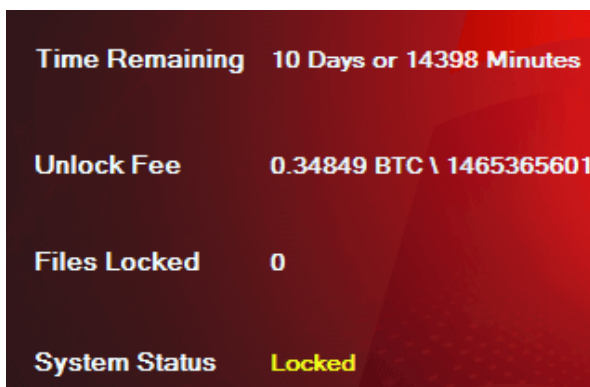 Time Remaining 10 Days or 14398 Minutes
Unlock Fee 0.34849 BTC \ 1465365601
Files Locked 0
System Status Locked